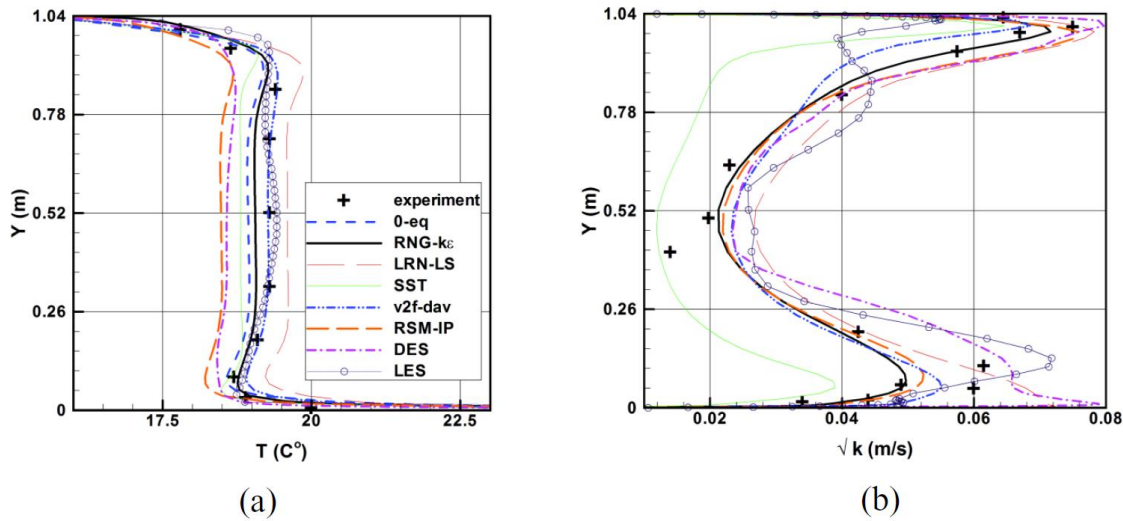 1.04
0.78
0.52
0.26
0
Y (m)
17.5
20
22.5
T (C°)
experiment
0-eq
RNG-kε
LRN-LS
SST
v2f-dav
RSM-IP
DES
LES
(a)
1.04
0.78
0.52
0.26
0
Y (m)
0.02
0.04
0.06
0.08
√ k (m/s)
(b)